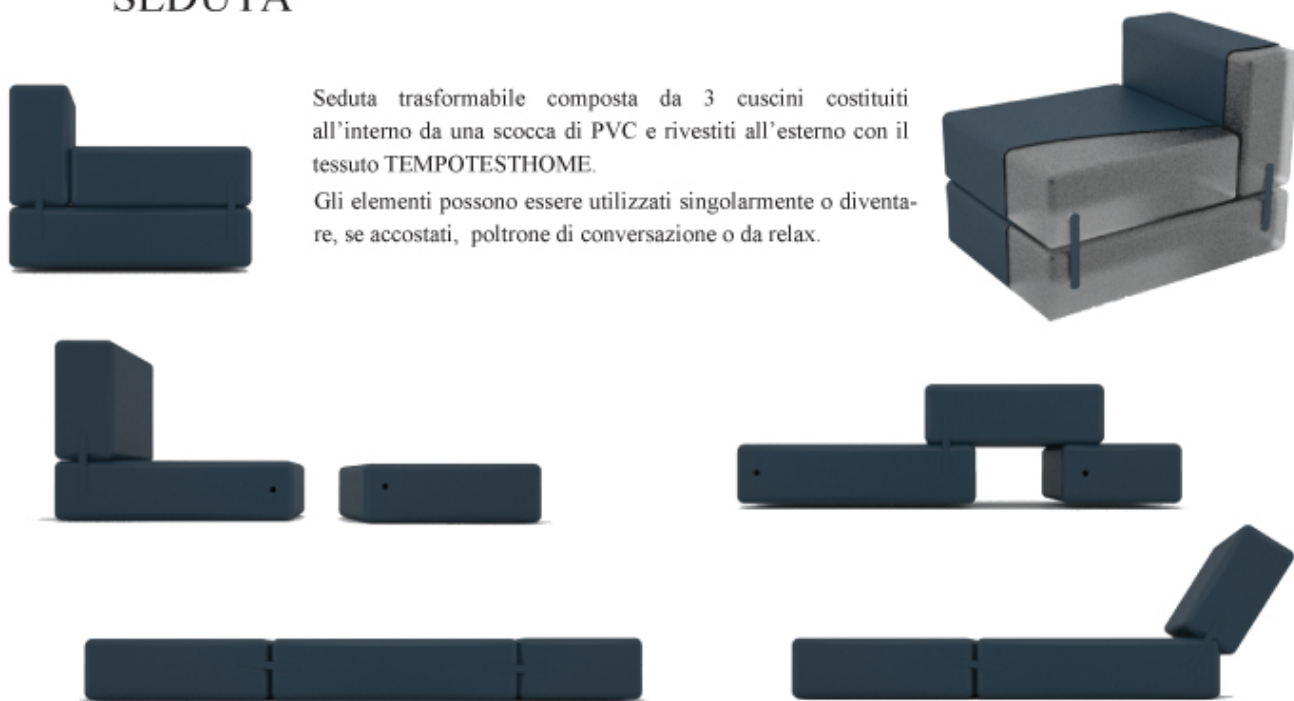 SEDUTA
Seduta trasformabile composta da 3 cuscini costituiti
all'interno da una scocca di PVC e rivestiti all'esterno con il
tessuto TEMPOTESTHOME.
Gli elementi possono essere utilizzati singolarmente o diventa-
re, se accostati, poltrone di conversazione o da relax.